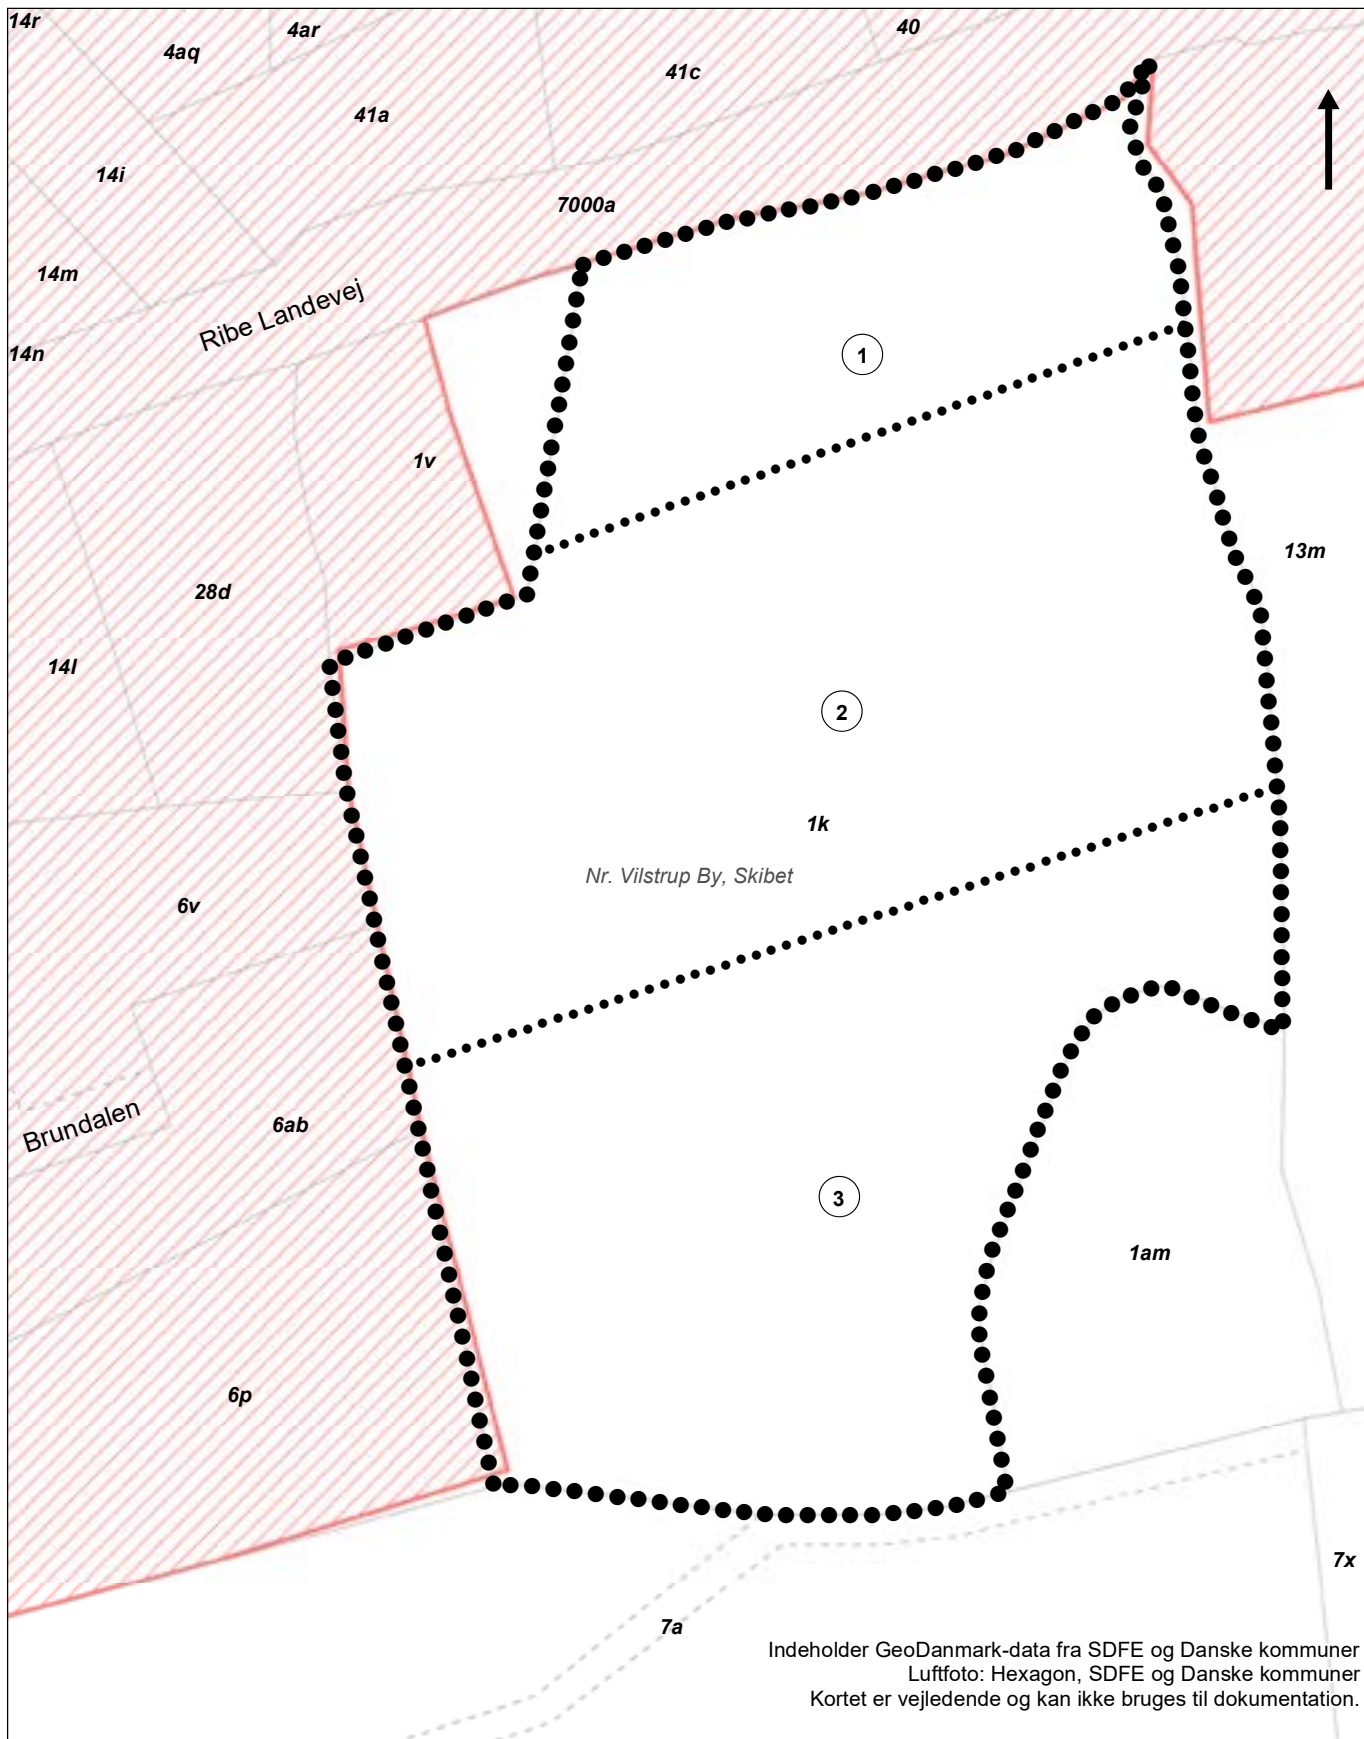 14r
4ar
40
4aq
41c
41a
14i
7000a
14m
Ribe Landevej
14n
1
1v
13m
28d
14l
2
1k
Nr. Vilstrup By, Skibet
6v
Brundalen
6ab
3
1am
6p
7x
7a
Indeholder GeoDanmark-data fra SDFE og Danske kommuner
Luftfoto: Hexagon, SDFE og Danske kommuner
Kortet er vejledende og kan ikke bruges til dokumentation.